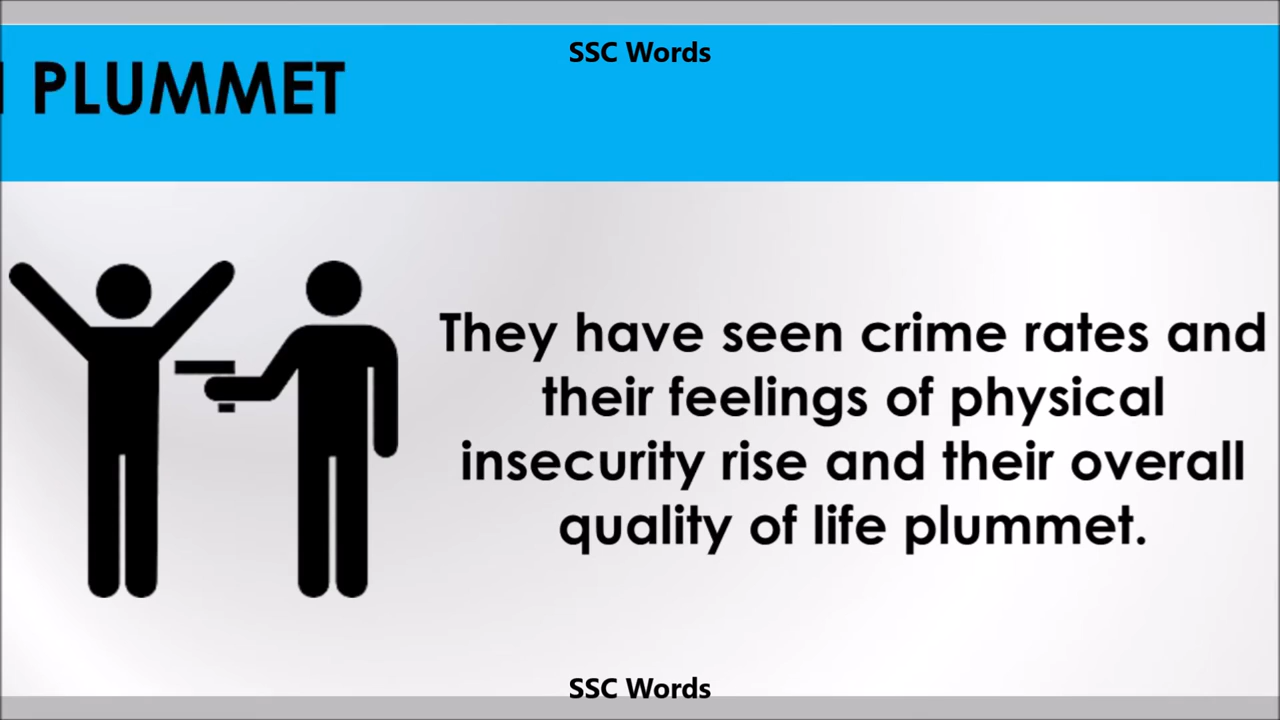 SSC Words
PLUMMET
They have seen crime rates and
their feelings of physical
insecurity rise and their overall
quality of life plummet.
SSC Words